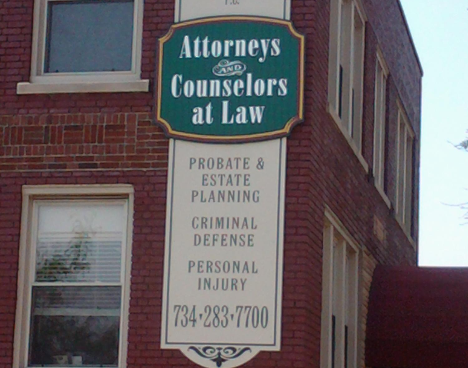 P.C.
Attorneys
AND
Counselors
at Law
PROBATE &
ESTATE
PLANNING
CRIMINAL
DEFENSE
PERSONAL
INJURY
734·283·7700